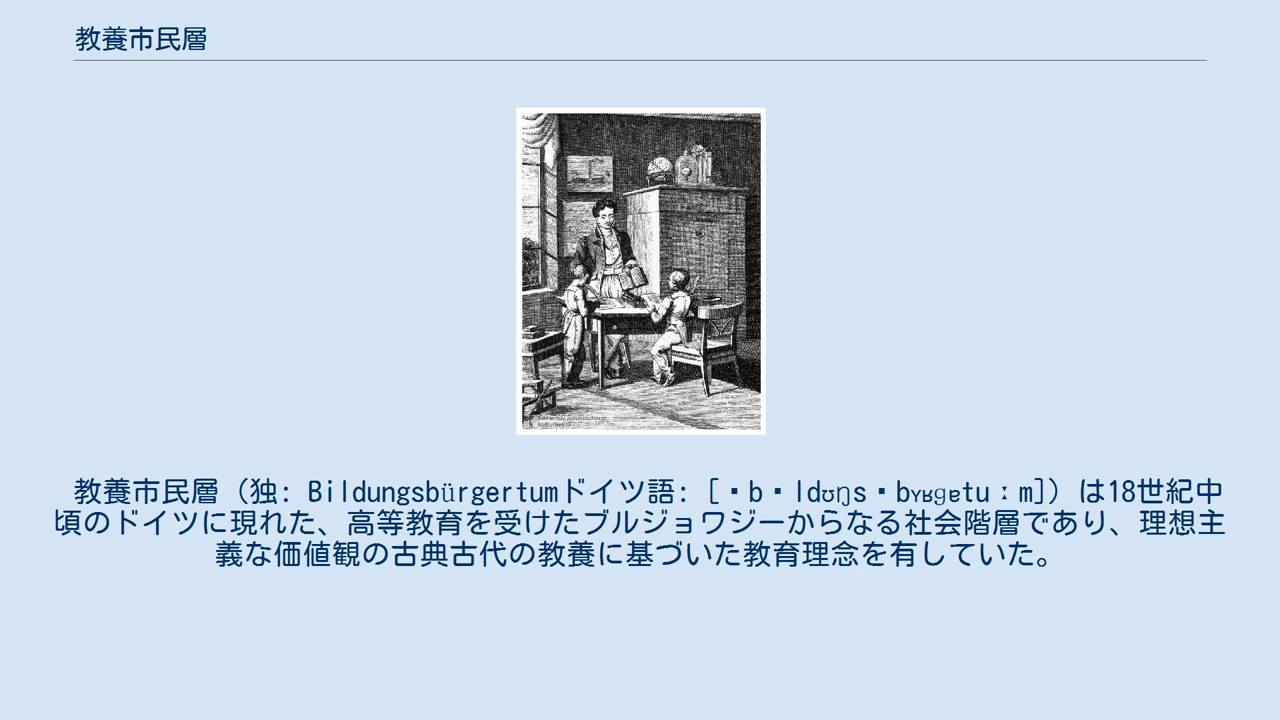 教養市民層
教養市民層（独: Bildungsbürgertumドイツ語: [・b・ldʊŋs・bʏʁɡɐtuːm]）は18世紀中
頃のドイツに現れた、高等教育を受けたブルジョワジーからなる社会階層であり、理想主
義な価値観の古典古代の教養に基づいた教育理念を有していた。